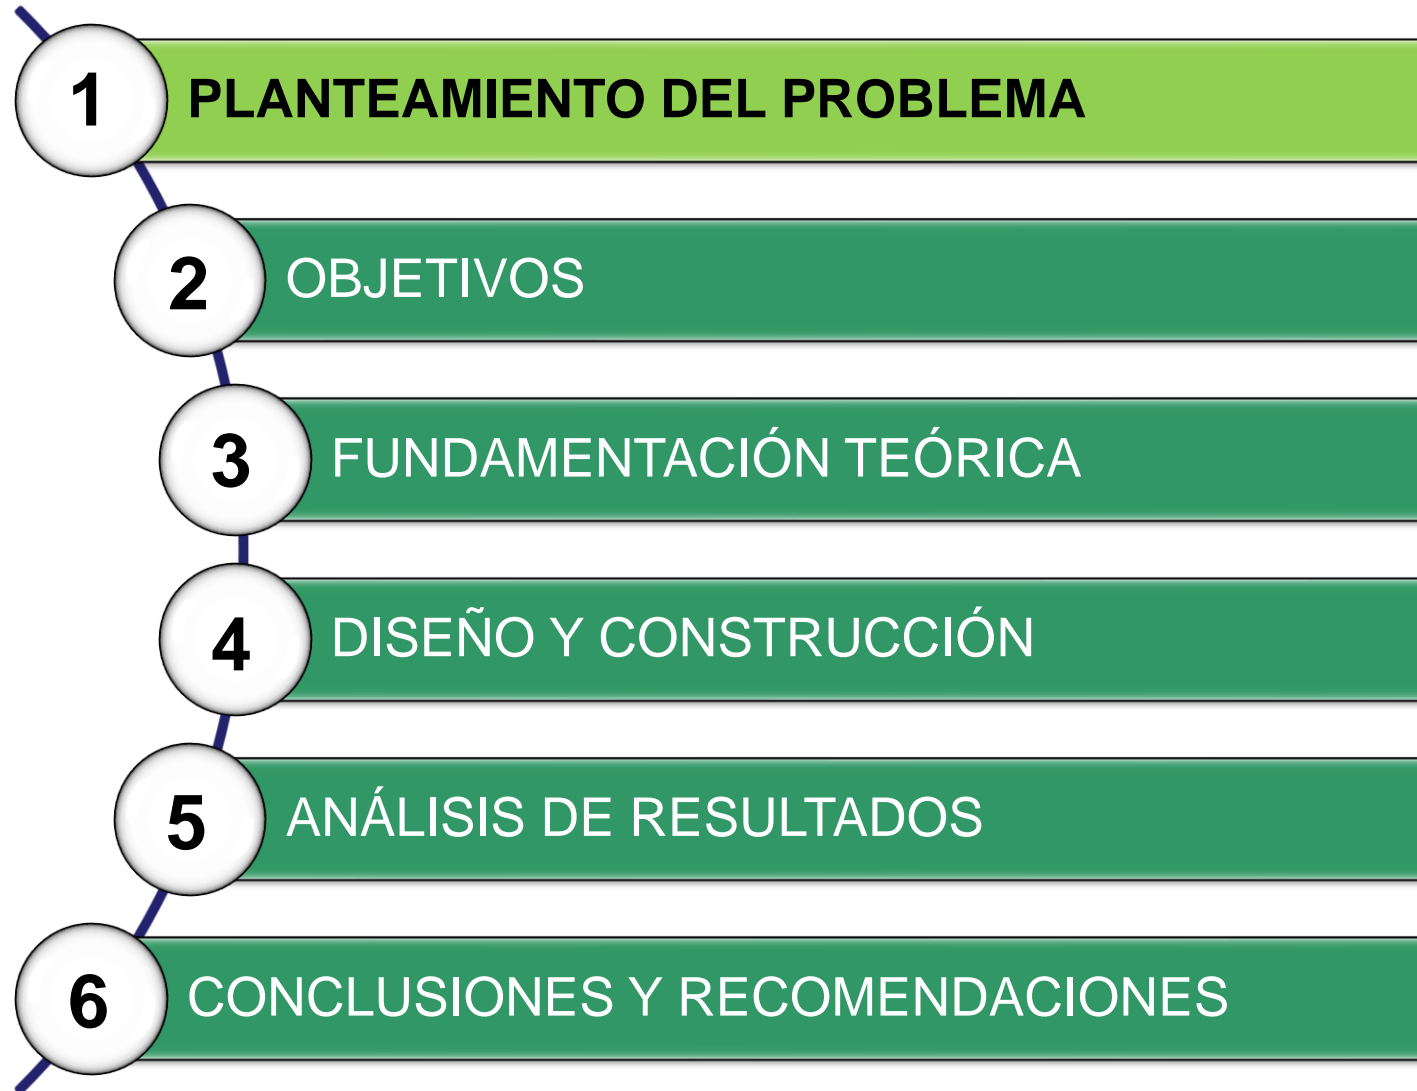 1 PLANTEAMIENTO DEL PROBLEMA
2 OBJETIVOS
3 FUNDAMENTACIÓN TEÓRICA
4 DISEÑO Y CONSTRUCCIÓN
5 ANÁLISIS DE RESULTADOS
6 CONCLUSIONES Y RECOMENDACIONES